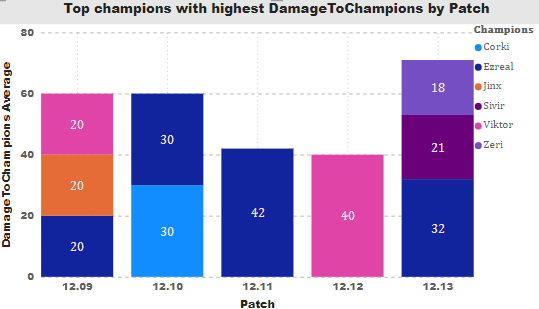 Top champions with highest DamageToChampions by Patch
Champions
Corki
Ezreal
Jinx
Sivir
Viktor
Zeri
DamageToChampions Average
80
60
40
20
0
20
20
20
30
30
42
40
18
21
32
12.09 12.10 12.11 12.12 12.13
Patch